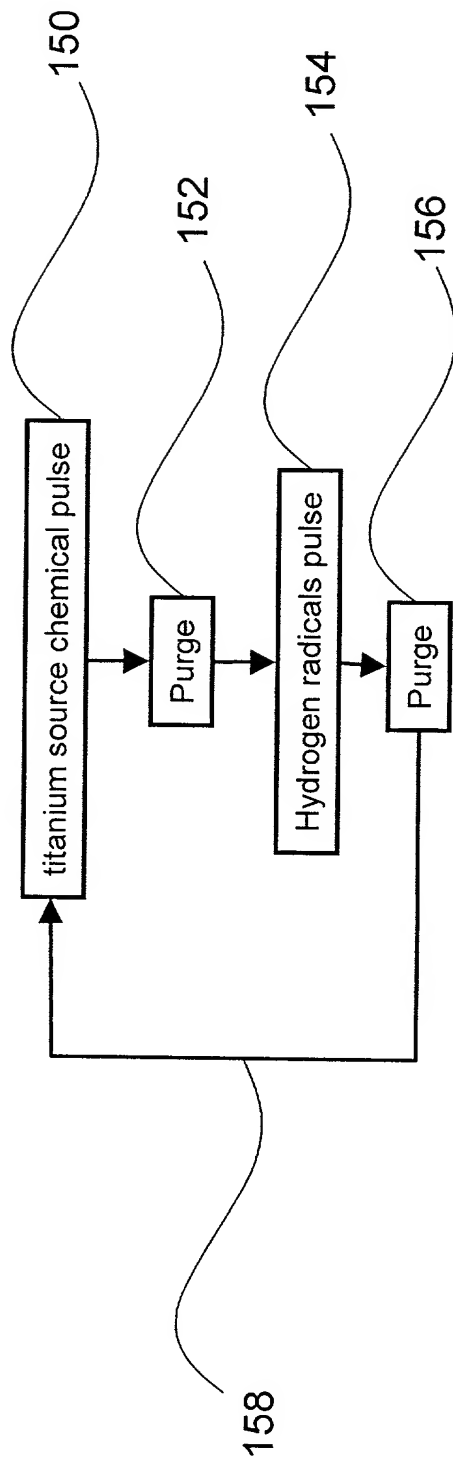 titanium source chemical pulse
150
Purge
152
Hydrogen radicals pulse
154
Purge
156
158